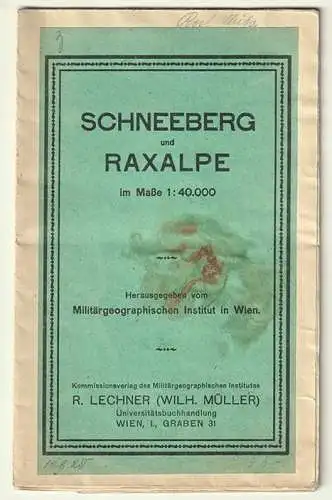 SCHNEEBERG
und
RAXALPE
im Maße 1:40.000
Herausgegeben vom
Militärgeographischen Institut in Wien.
Kommissionsverlag des Militärgeographischen Institutes
R. LECHNER (WILH. MÜLLER)
Universitätsbuchhandlung
WIEN, I., GRABEN 31